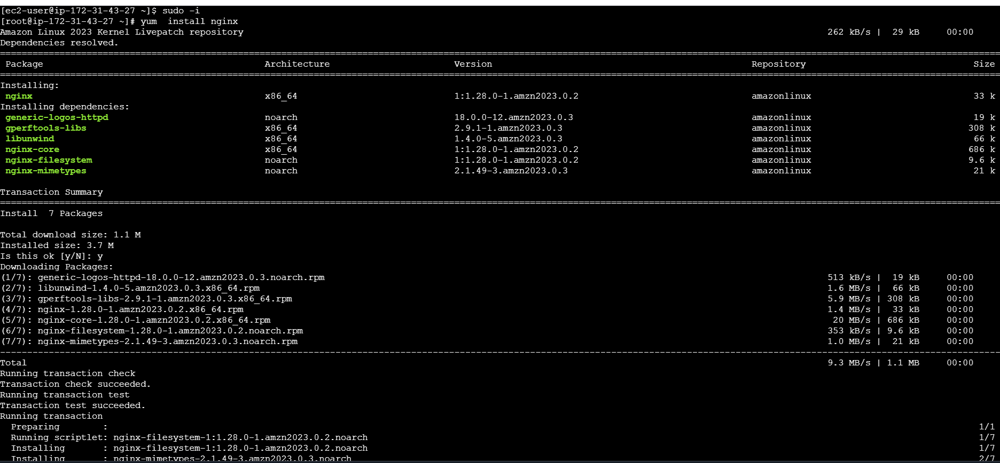 [ec2-user@ip-172-31-43-27 ~]$ sudo -i
[root@ip-172-31-43-27 ~]# yum  install nginx
Amazon Linux 2023 Kernel Livepatch repository 262 kB/s |  29 kB     00:00
Dependencies resolved.
Package Architecture Version Repository Size
Installing:
nginx x86_64 1:1.28.0-1.amzn2023.0.2 amazonlinux 33 k
Installing dependencies:
generic-logos-httpd noarch 18.0.0-12.amzn2023.0.3 amazonlinux 19 k
gperftools-libs x86_64 2.9.1-1.amzn2023.0.3 amazonlinux 308 k
libunwind x86_64 1.4.0-5.amzn2023.0.3 amazonlinux 66 k
nginx-core x86_64 1:1.28.0-1.amzn2023.0.2 amazonlinux 686 k
nginx-filesystem noarch 1:1.28.0-1.amzn2023.0.2 amazonlinux 9.6 k
nginx-mimetypes noarch 2.1.49-3.amzn2023.0.3 amazonlinux 21 k
Transaction Summary
Install  7 Packages
Total download size: 1.1 M
Installed size: 3.7 M
Is this ok [y/N]: y
Downloading Packages:
(1/7): generic-logos-httpd-18.0.0-12.amzn2023.0.3.noarch.rpm 513 kB/s |  19 kB     00:00
(2/7): libunwind-1.4.0-5.amzn2023.0.3.x86_64.rpm 1.6 MB/s |  66 kB     00:00
(3/7): gperftools-libs-2.9.1-1.amzn2023.0.3.x86_64.rpm 5.9 MB/s | 308 kB     00:00
(4/7): nginx-1.28.0-1.amzn2023.0.2.x86_64.rpm 1.4 MB/s |  33 kB     00:00
(5/7): nginx-core-1.28.0-1.amzn2023.0.2.x86_64.rpm 20 MB/s | 686 kB     00:00
(6/7): nginx-filesystem-1.28.0-1.amzn2023.0.2.noarch.rpm 353 kB/s | 9.6 kB     00:00
(7/7): nginx-mimetypes-2.1.49-3.amzn2023.0.3.noarch.rpm 1.0 MB/s |  21 kB     00:00
Total 9.3 MB/s | 1.1 MB     00:00
Running transaction check
Transaction check succeeded.
Running transaction test
Transaction test succeeded.
Running transaction
Preparing        : 1/1
Running scriptlet: nginx-filesystem-1:1.28.0-1.amzn2023.0.2.noarch 1/7
Installing       : nginx-filesystem-1:1.28.0-1.amzn2023.0.2.noarch 1/7
Installing       : nginx-mimetypes-2.1.49-3.amzn2023.0.3.noarch 2/7